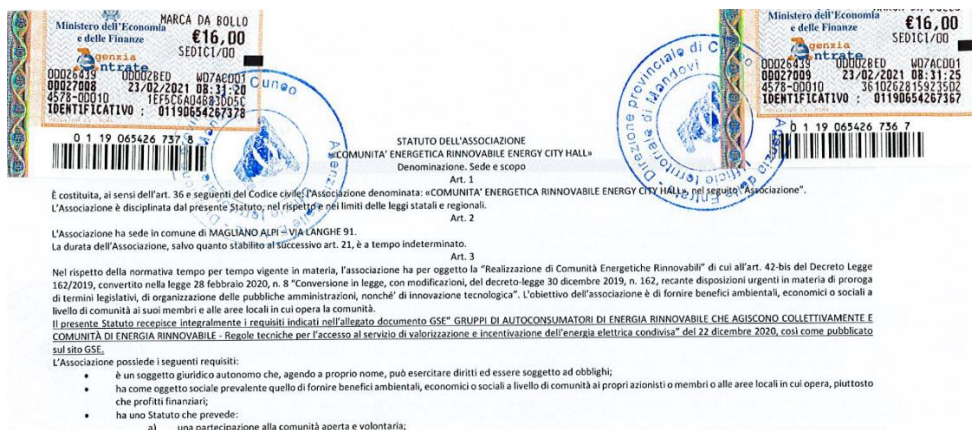 Ministero dell'Economia
e delle Finanze
MARCA DA BOLLO
€16,00
SEDICI/00
Agenzia
Entrate
00026439 00002BED WD7AC001
00027008 23/02/2021 08:31:20
4578-00010
IDENTIFICATIVO : 01190654267378
0 1 19 065426 737 8
Ministero dell'Economia
e delle Finanze
€16,00
SEDICI/00
Agenzia
Entrate
00026439 00002BED WD7AC001
00027009 23/02/2021 08:31:25
4578-00010 3610262815923502
IDENTIFICATIVO : 01190654267367
0 1 19 065426 736 7
Cuneo
Direzione provinciale di
Ufficio territoriale di Mondovì
STATUTO DELL'ASSOCIAZIONE
«COMUNITA' ENERGETICA RINNOVABILE ENERGY CITY HALL»
Denominazione. Sede e scopo
Art. 1
È costituita, ai sensi dell'art. 36 e seguenti del Codice civile, l'Associazione denominata: «COMUNITA' ENERGETICA RINNOVABILE ENERGY CITY HALL», nel seguito "Associazione".
L'Associazione è disciplinata dal presente Statuto, nel rispetto e nei limiti delle leggi statali e regionali.
Art. 2
L'Associazione ha sede in comune di MAGLIANO ALPI – VIA LANGHE 91.
La durata dell'Associazione, salvo quanto stabilito al successivo art. 21, è a tempo indeterminato.
Art. 3
Nel rispetto della normativa tempo per tempo vigente in materia, l'associazione ha per oggetto la "Realizzazione di Comunità Energetiche Rinnovabili" di cui all'art. 42-bis del Decreto Legge
162/2019, convertito nella legge 28 febbraio 2020, n. 8 "Conversione in legge, con modificazioni, del decreto-legge 30 dicembre 2019, n. 162, recante disposizioni urgenti in materia di proroga
di termini legislativi, di organizzazione delle pubbliche amministrazioni, nonché' di innovazione tecnologica". L'obiettivo dell'associazione è di fornire benefici ambientali, economici o sociali a
livello di comunità ai suoi membri e alle aree locali in cui opera la comunità.
Il presente Statuto recepisce integralmente i requisiti indicati nell'allegato documento GSE" GRUPPI DI AUTOCONSUMATORI DI ENERGIA RINNOVABILE CHE AGISCONO COLLETTIVAMENTE E
COMUNITÀ DI ENERGIA RINNOVABILE - Regole tecniche per l'accesso al servizio di valorizzazione e incentivazione dell'energia elettrica condivisa" del 22 dicembre 2020, così come pubblicato
sul sito GSE.
L'Associazione possiede i seguenti requisiti:
• è un soggetto giuridico autonomo che, agendo a proprio nome, può esercitare diritti ed essere soggetto ad obblighi;
• ha come oggetto sociale prevalente quello di fornire benefici ambientali, economici o sociali a livello di comunità ai propri azionisti o membri o alle aree locali in cui opera, piuttosto
che profitti finanziari;
• ha uno Statuto che prevede:
a) una partecipazione alla comunità aperta e volontaria;